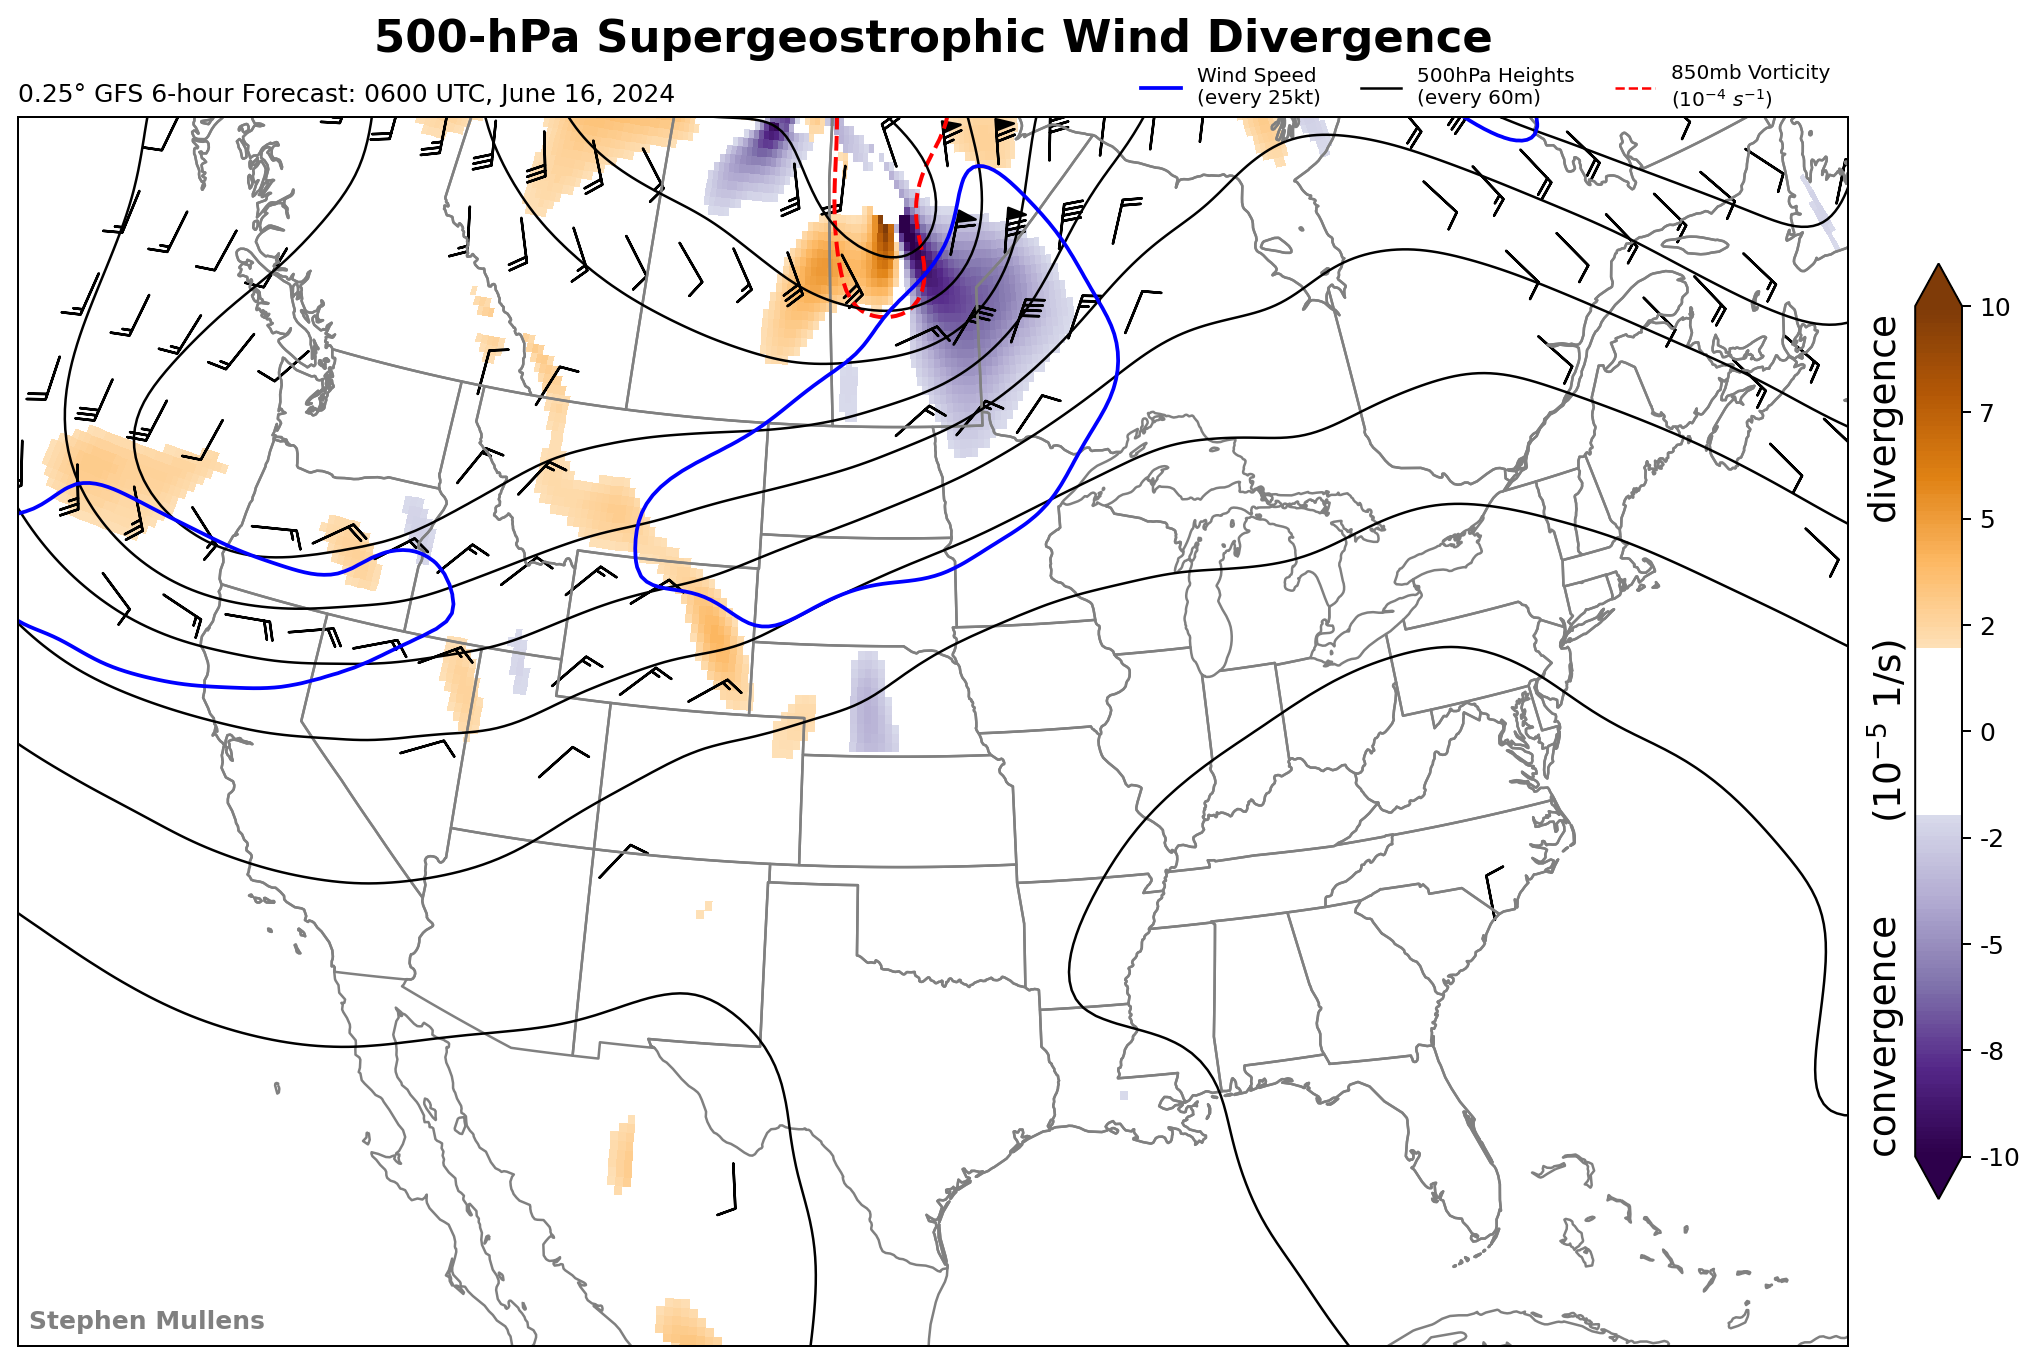 500-hPa Supergeostrophic Wind Divergence
0.25° GFS 6-hour Forecast: 0600 UTC, June 16, 2024
Wind Speed
(every 25kt)
500hPa Heights
(every 60m)
850mb Vorticity
(10⁻⁴ s⁻¹)
10
7
5
2
0
-2
-5
-8
-10
convergence (10⁻⁵ 1/s) divergence
Stephen Mullens